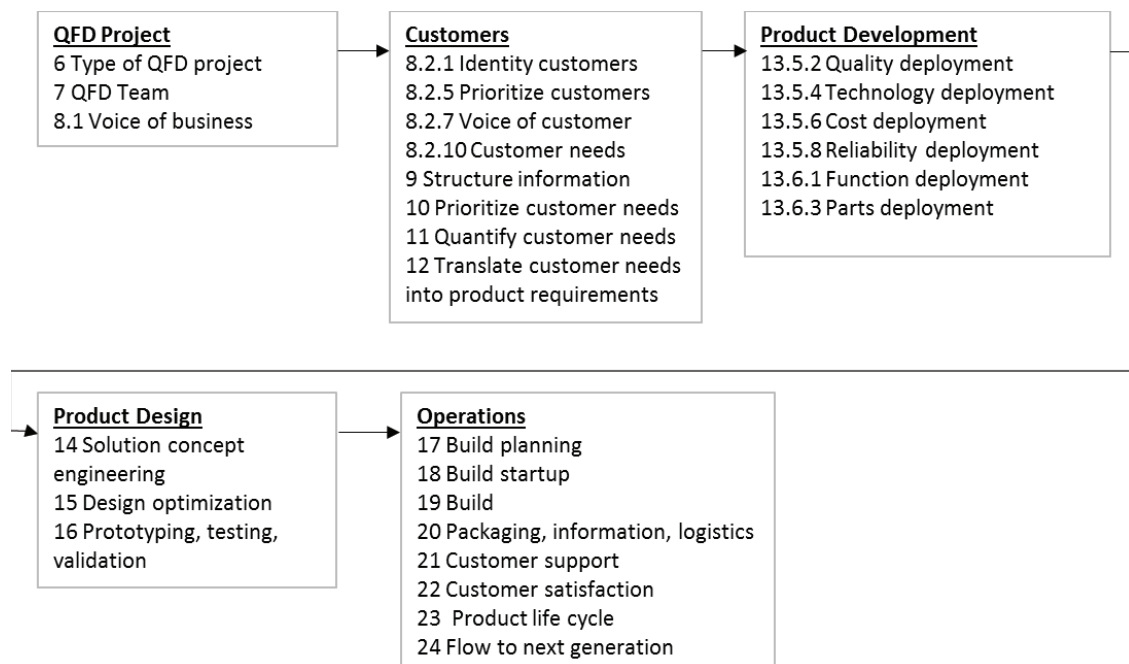 QFD Project
6 Type of QFD project
7 QFD Team
8.1 Voice of business
Customers
8.2.1 Identity customers
8.2.5 Prioritize customers
8.2.7 Voice of customer
8.2.10 Customer needs
9 Structure information
10 Prioritize customer needs
11 Quantify customer needs
12 Translate customer needs
into product requirements
Product Development
13.5.2 Quality deployment
13.5.4 Technology deployment
13.5.6 Cost deployment
13.5.8 Reliability deployment
13.6.1 Function deployment
13.6.3 Parts deployment
Product Design
14 Solution concept
engineering
15 Design optimization
16 Prototyping, testing,
validation
Operations
17 Build planning
18 Build startup
19 Build
20 Packaging, information, logistics
21 Customer support
22 Customer satisfaction
23 Product life cycle
24 Flow to next generation